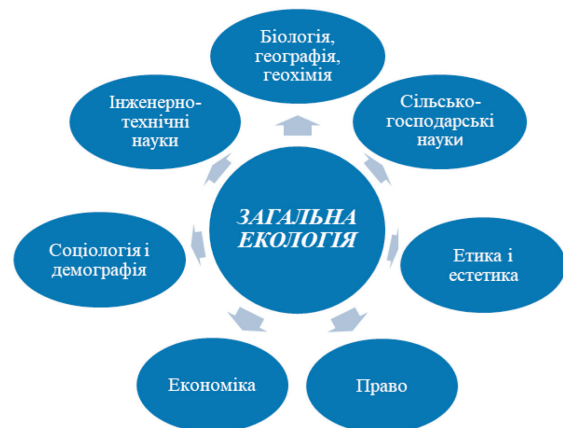 Біологія,
географія,
геохімія
Інженерно-
технічні
науки
Сільсько-
господарські
науки
ЗАГАЛЬНА
ЕКОЛОГІЯ
Соціологія і
демографія
Етика і
естетика
Економіка
Право